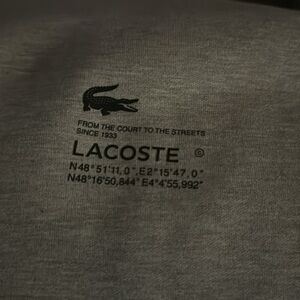 FROM THE COURT TO THE STREETS
SINCE 1933
LACOSTE ®
N48°51'11,0",E2°15'47,0"
N48°16'50,844" E4°4'55,992"